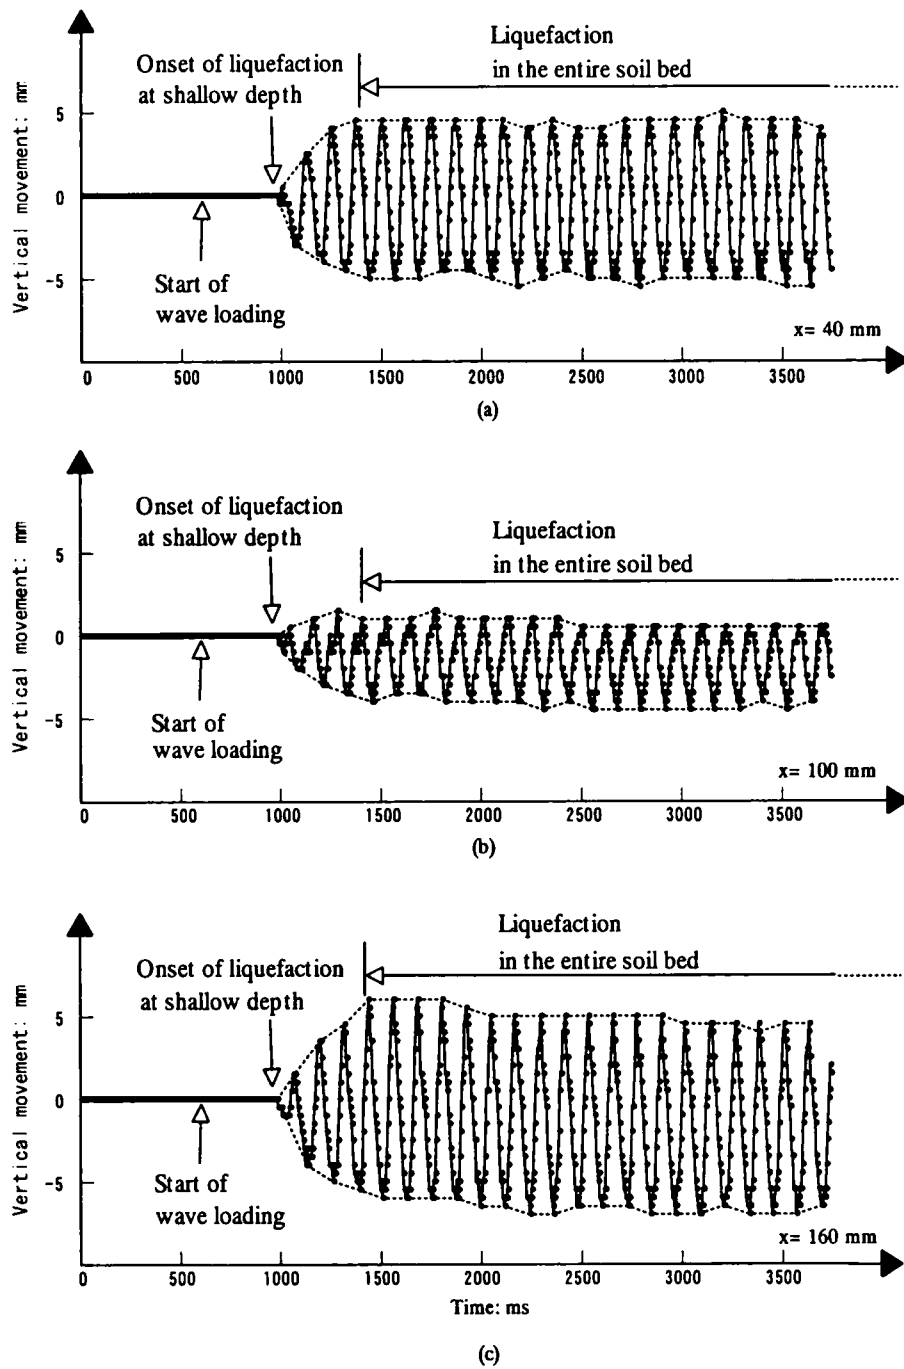 Liquefaction
in the entire soil bed
Onset of liquefaction
at shallow depth
Vertical movement: mm
5
0
-5
Start of
wave loading
x= 40 mm
0 500 1000 1500 2000 2500 3000 3500
(a)
Onset of liquefaction
at shallow depth
Liquefaction
in the entire soil bed
Vertical movement: mm
5
0
-5
Start of
wave loading
x= 100 mm
0 500 1000 1500 2000 2500 3000 3500
(b)
Liquefaction
in the entire soil bed
Onset of liquefaction
at shallow depth
Vertical movement: mm
5
0
-5
Start of
wave loading
x= 160 mm
0 500 1000 1500 2000 2500 3000 3500
Time: ms
(c)